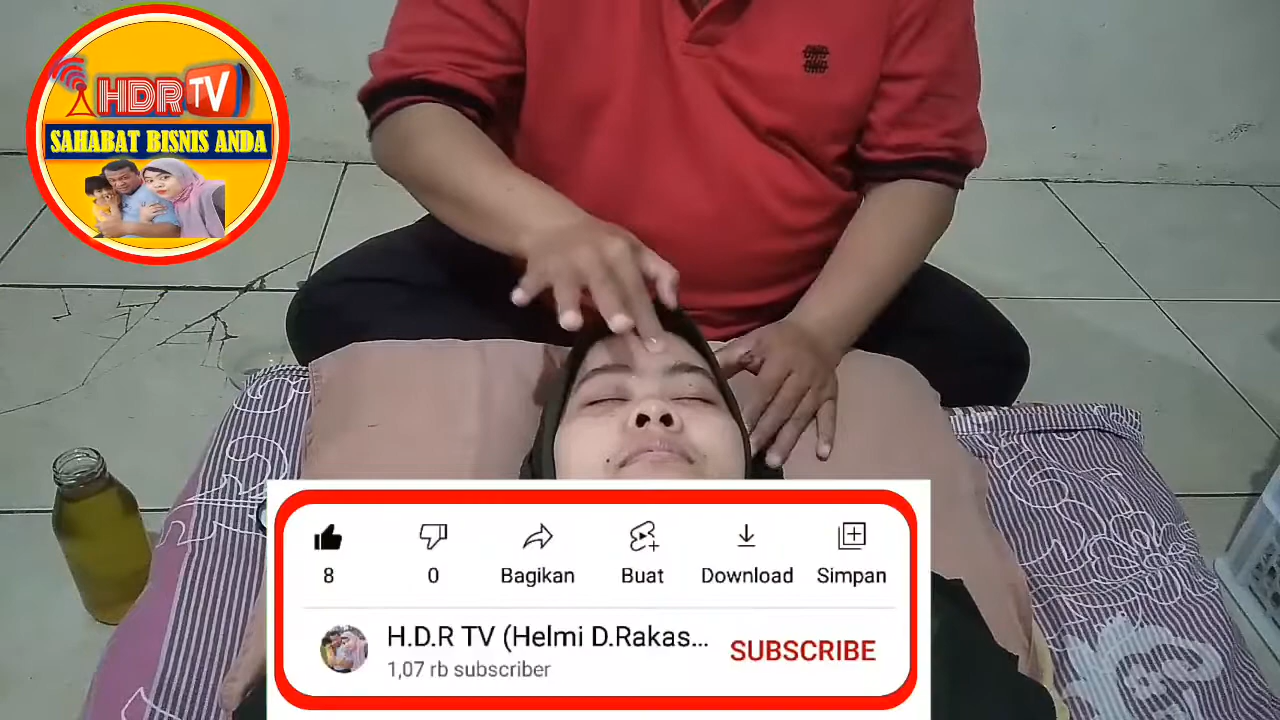 HDR TV
SAHABAT BISNIS ANDA
8
0
Bagikan
Buat
Download
Simpan
H.D.R TV (Helmi D.Rakas...
SUBSCRIBE
1,07 rb subscriber